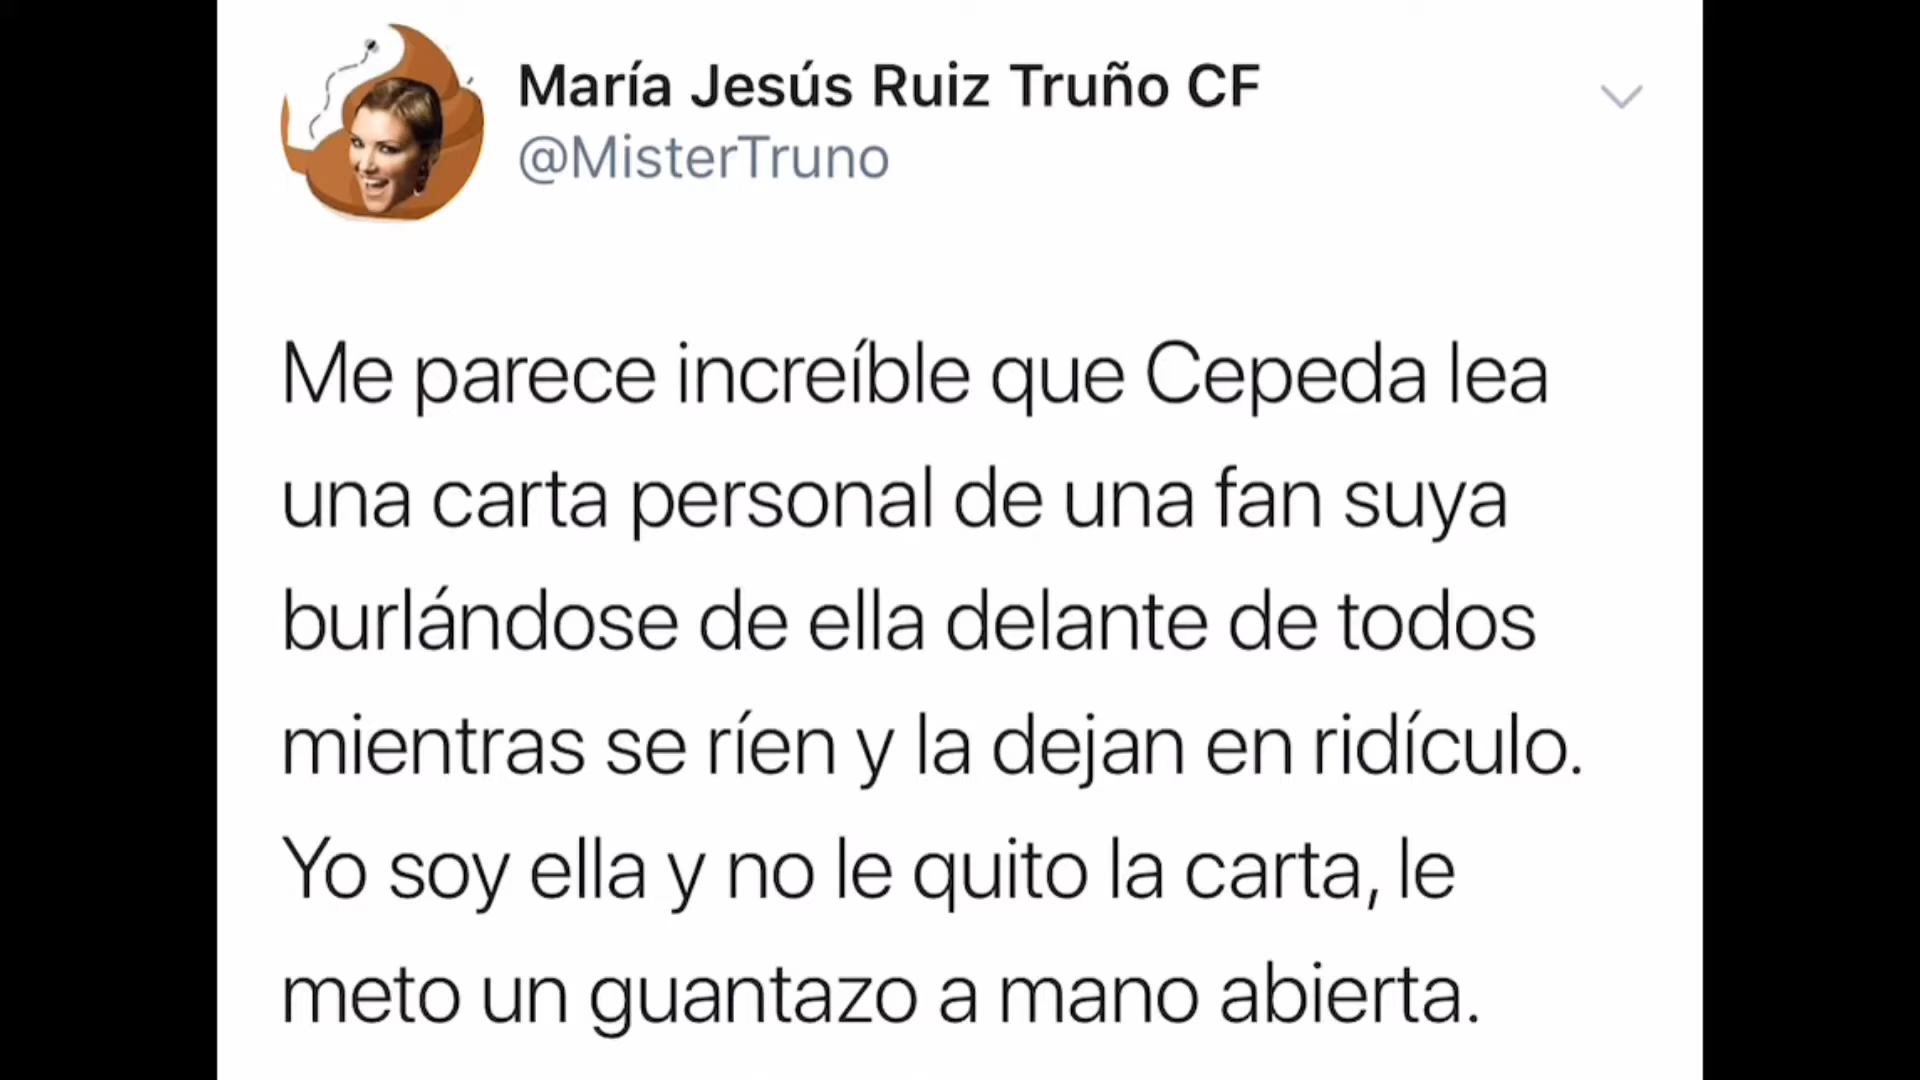 María Jesús Ruiz Truño CF
@MisterTruno
Me parece increíble que Cepeda lea
una carta personal de una fan suya
burlándose de ella delante de todos
mientras se ríen y la dejan en ridículo.
Yo soy ella y no le quito la carta, le
meto un guantazo a mano abierta.